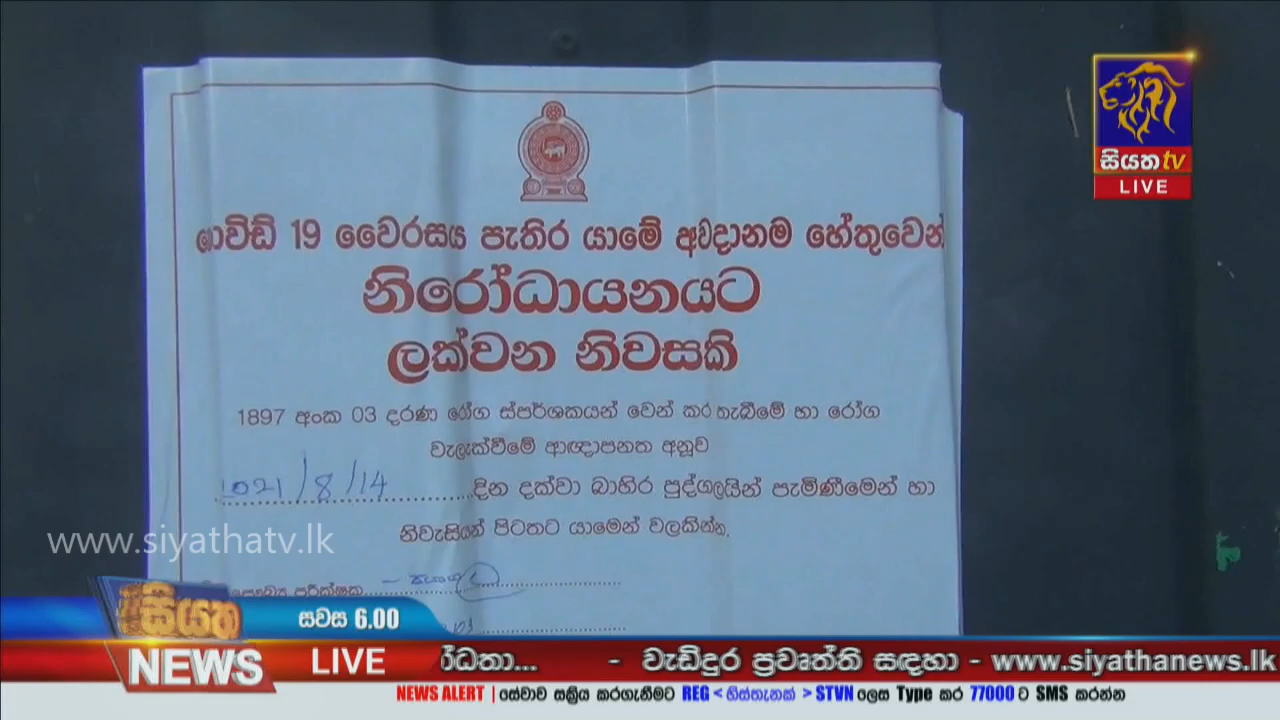 සියත tv
LIVE
19 වෛරසය පැතිර යාමේ අවදානම හේතුවෙන්
නිරෝධායනයට
ලක්වන නිවසකි
1897 අංක 03 දරණ රෝග ස්පර්ශකයන් වෙන් කර තැබීමේ හා රෝග
වැලැක්වීමේ ආඥාපනත අනුව
2021/8/14 දින දක්වා බාහිර පුද්ගලයින් පැමිණීමෙන් හා
නිවැසියන් පිටතට යාමෙන් වලකින්න.
www.siyathatv.lk
සියත
සවස 6.00
NEWS
LIVE
- වැඩිදුර ප්‍රවෘත්ති සඳහා - www.siyathanews.lk
NEWS ALERT | සේවාව සක්‍රීය කරගැනීමට REG < හිස්තැනක් > STVN ලෙස Type කර 77000 ට SMS කරන්න